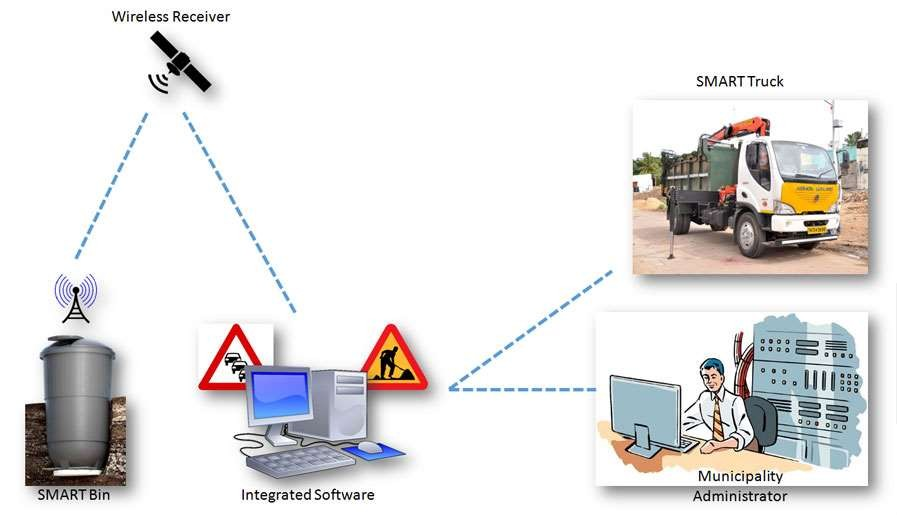 Wireless Receiver
SMART Truck
SMART Bin
Integrated Software
Municipality
Administrator